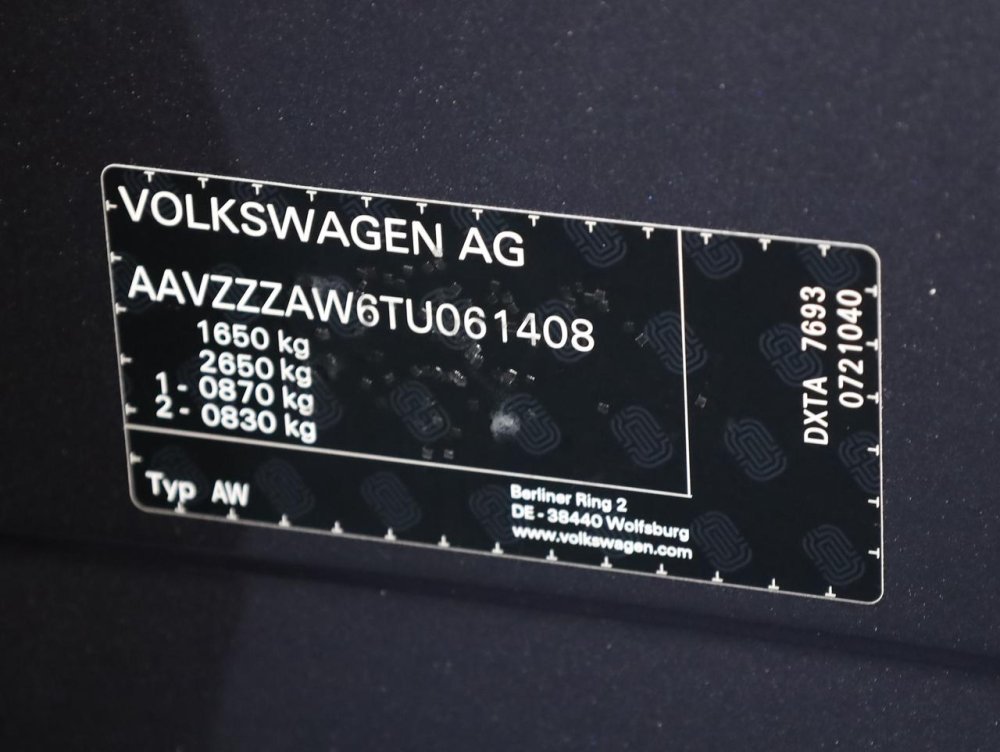 VOLKSWAGEN AG
AAVZZZAW6TU061408
1650 kg
2650 kg
1 - 0870 kg
2 - 0830 kg
Typ AW
Berliner Ring 2
DE - 38440 Wolfsburg
www.volkswagen.com
DXTA 7693
0721040